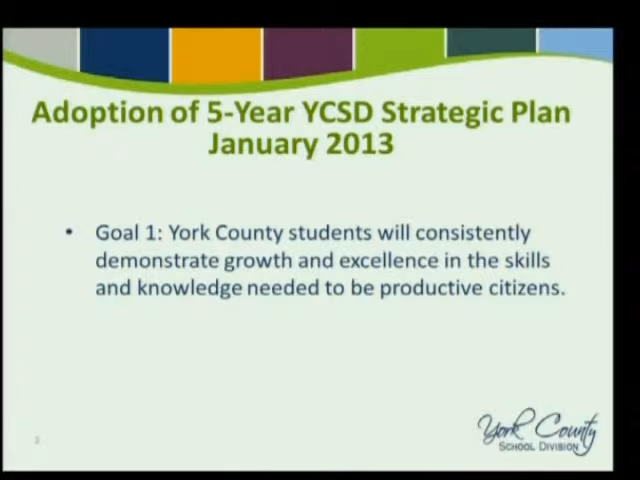 Adoption of 5-Year YCSD Strategic Plan
January 2013
• Goal 1: York County students will consistently
demonstrate growth and excellence in the skills
and knowledge needed to be productive citizens.
York County
SCHOOL DIVISION